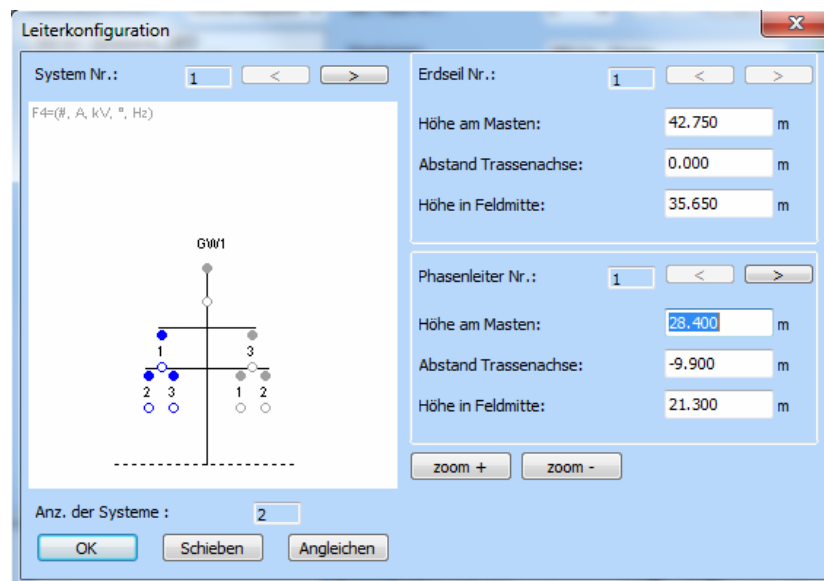 Leiterkonfiguration
System Nr.: 1 < >
F4=(#, A, kV, °, Hz)
GW1
1 3
2 3 1 2
Anz. der Systeme : 2
OK Schieben Angleichen
Erdseil Nr.: 1 < >
Höhe am Masten: 42.750 m
Abstand Trassenachse: 0.000 m
Höhe in Feldmitte: 35.650 m
Phasenleiter Nr.: 1 < >
Höhe am Masten: 28.400 m
Abstand Trassenachse: -9.900 m
Höhe in Feldmitte: 21.300 m
zoom + zoom -